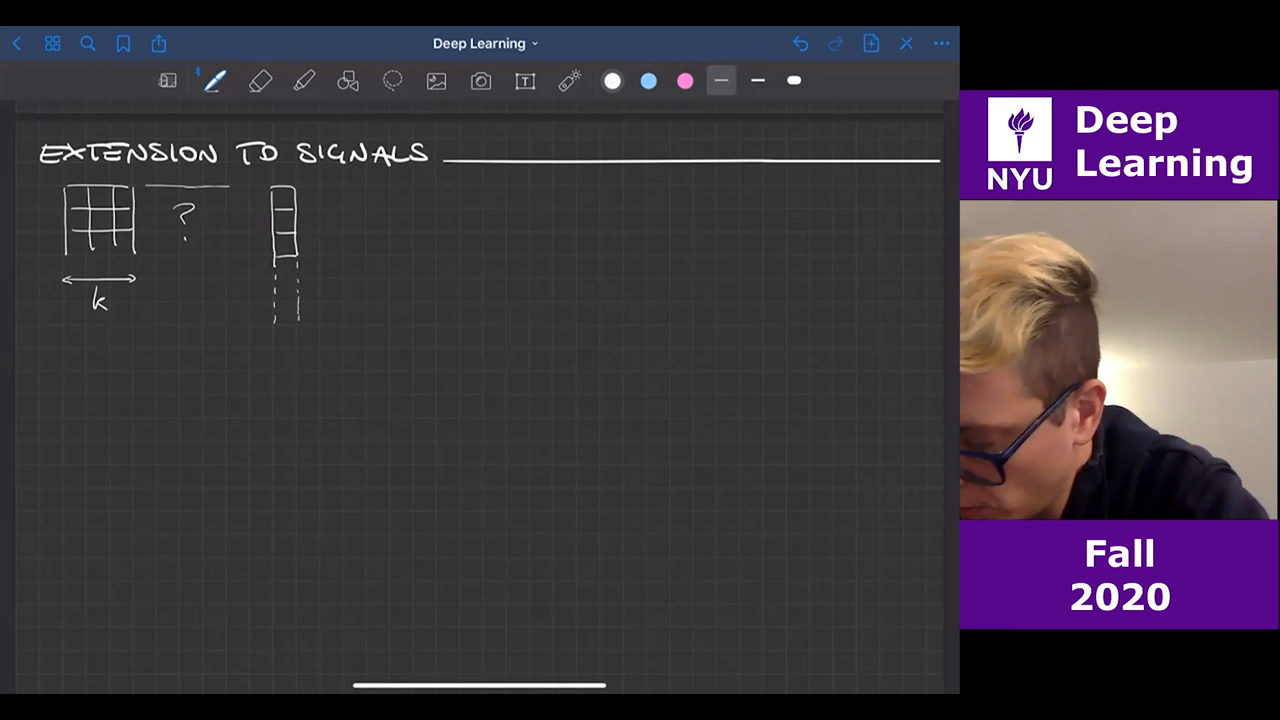 Deep Learning
T
EXTENSION TO SIGNALS
?
k
NYU
Deep
Learning
Fall
2020